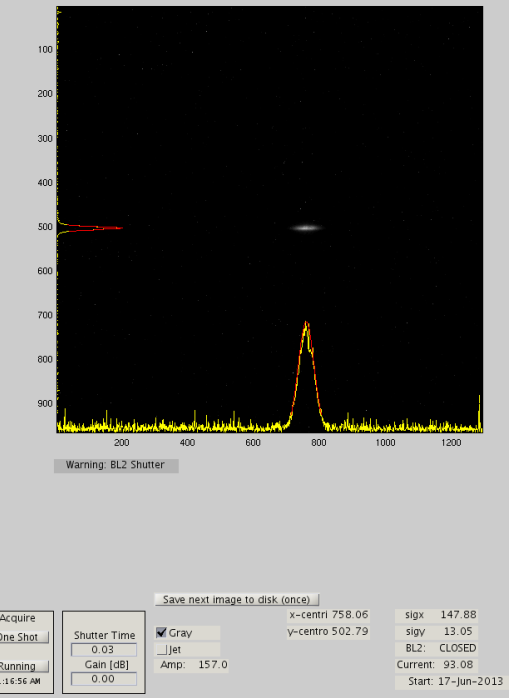 100
200
300
400
500
600
700
800
900
200 400 600 800 1000 1200
Warning: BL2 Shutter
Save next image to disk (once)
Acquire
One Shot
Running
:16:56 AM
Shutter Time
0.03
Gain [dB]
0.00
Gray
Jet
Amp: 157.0
x-centri 758.06
y-centro 502.79
sigx 147.88
sigy 13.05
BL2: CLOSED
Current: 93.08
Start: 17-Jun-2013